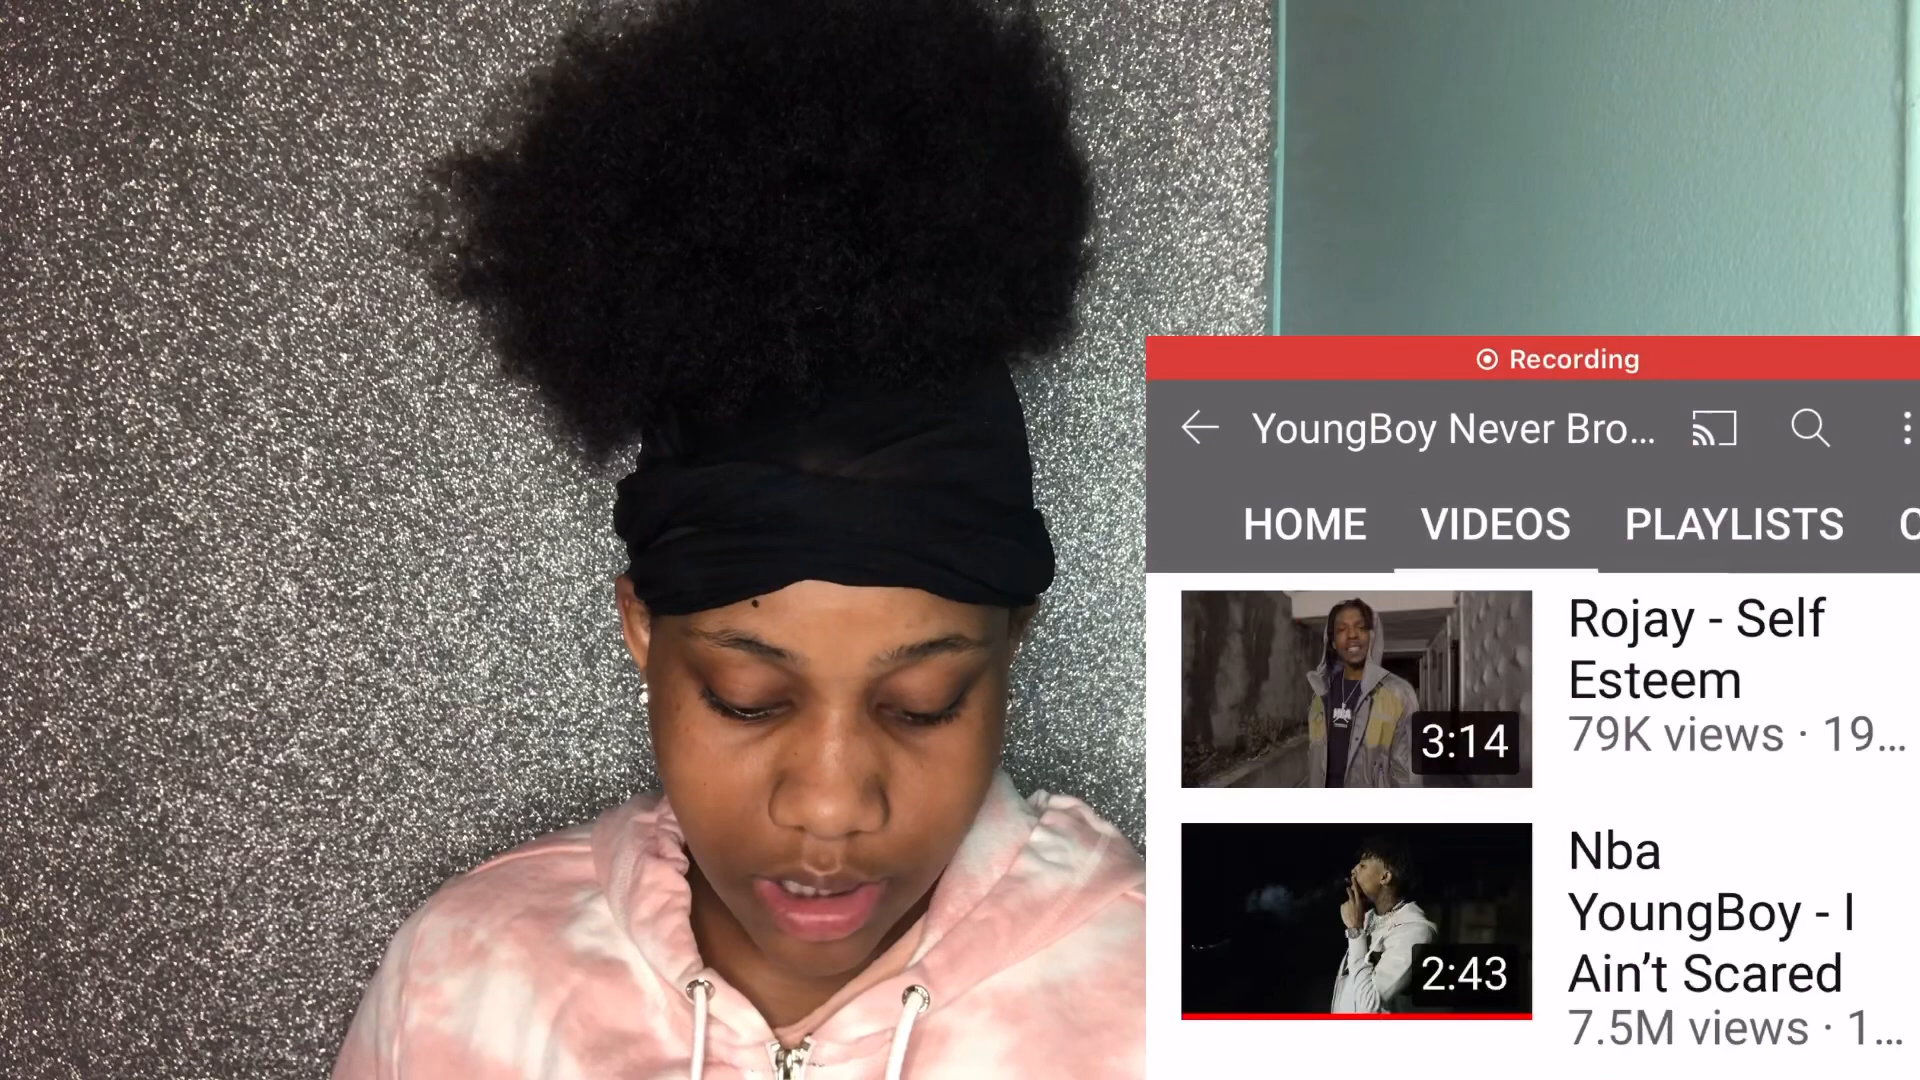 Recording
YoungBoy Never Bro...
HOME VIDEOS PLAYLISTS
Rojay - Self
Esteem
79K views · 19...
3:14
Nba
YoungBoy - I
Ain’t Scared
7.5M views · 1...
2:43